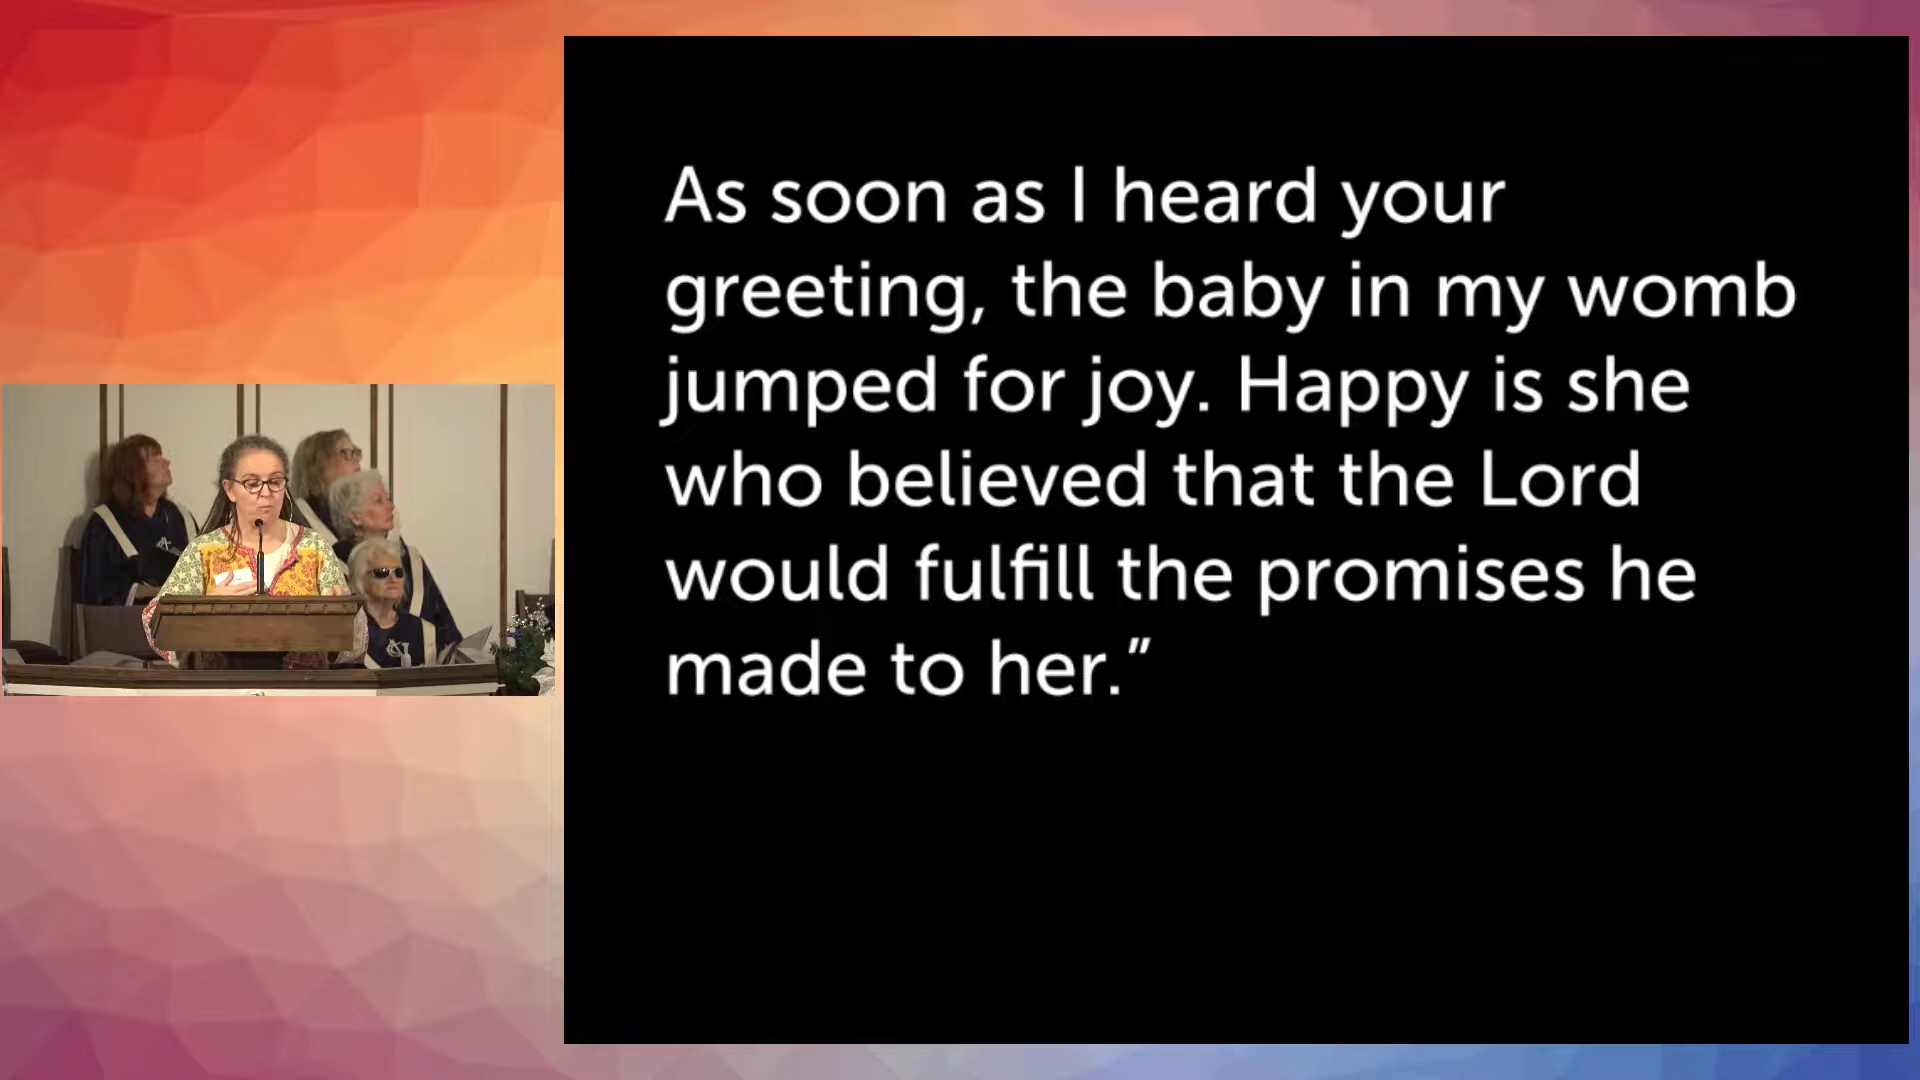 As soon as I heard your
greeting, the baby in my womb
jumped for joy. Happy is she
who believed that the Lord
would fulfill the promises he
made to her.”